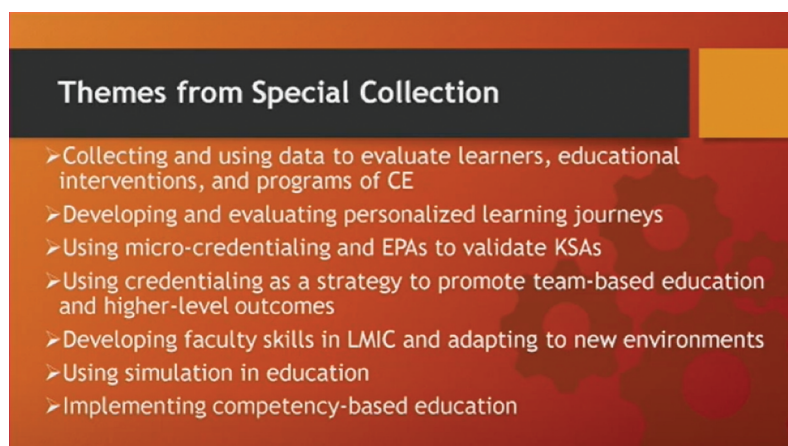 Themes from Special Collection
➢Collecting and using data to evaluate learners, educational
interventions, and programs of CE
➢Developing and evaluating personalized learning journeys
➢Using micro-credentialing and EPAs to validate KSAs
➢Using credentialing as a strategy to promote team-based education
and higher-level outcomes
➢Developing faculty skills in LMIC and adapting to new environments
➢Using simulation in education
➢Implementing competency-based education